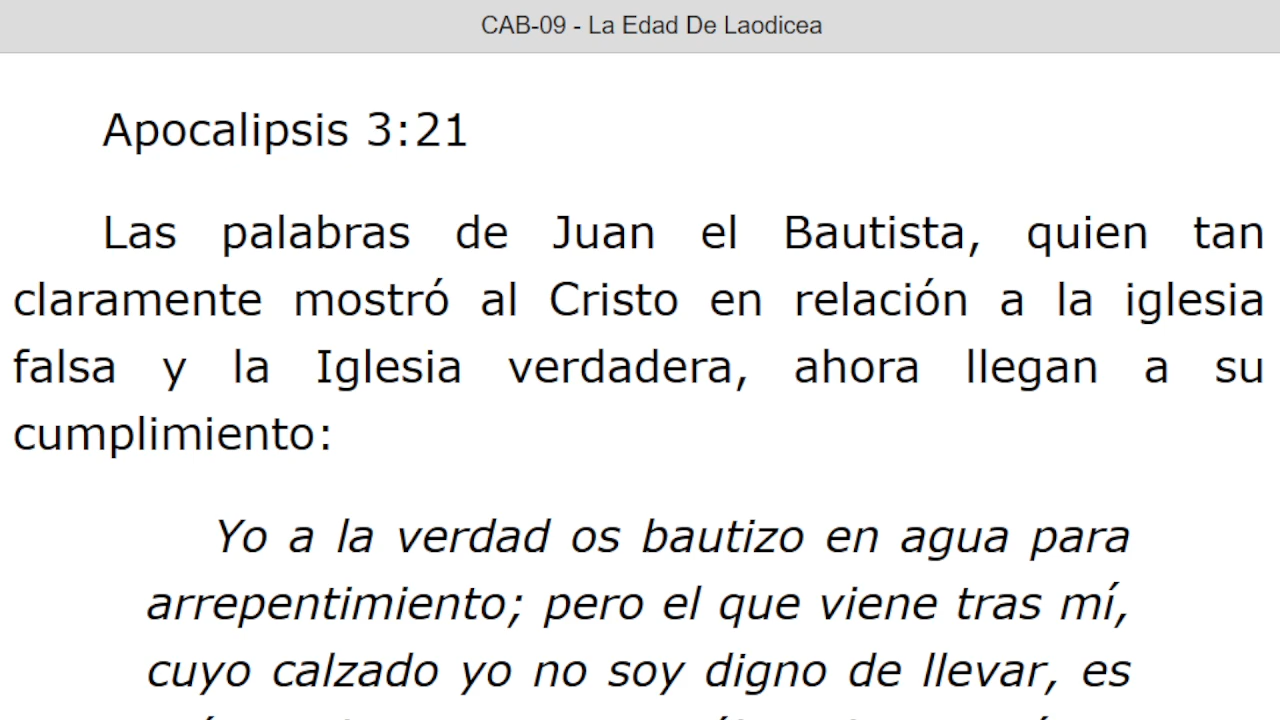 CAB-09 - La Edad De Laodicea
Apocalipsis 3:21
Las palabras de Juan el Bautista, quien tan
claramente mostró al Cristo en relación a la iglesia
falsa y la Iglesia verdadera, ahora llegan a su
cumplimiento:
Yo a la verdad os bautizo en agua para
arrepentimiento; pero el que viene tras mí,
cuyo calzado yo no soy digno de llevar, es